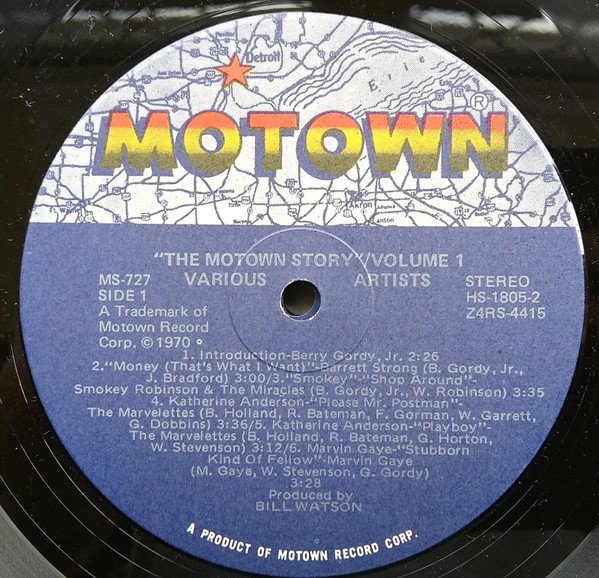 Detroit
Erie
MOTOWN®
Akron
"THE MOTOWN STORY"/VOLUME 1
MS-727 VARIOUS ARTISTS STEREO
SIDE 1 HS-1805-2
A Trademark of Z4RS-4415
Motown Record
Corp. © 1970
1. Introduction-Berry Gordy, Jr. 2:26
2."Money (That's What I Want)"-Barrett Strong (B. Gordy, Jr.,
J. Bradford) 3:00/3. "Smokey"-"Shop Around"-
Smokey Robinson & The Miracles (B. Gordy, Jr, W. Robinson) 3:35
4. Katherine Anderson-"Please Mr. Postman"-
The Marvelettes (B. Holland, R. Bateman, F. Gorman, W. Garrett,
G. Dobbins) 3:36/5. Katherine Anderson-"Playboy"-
The Marvelettes (B. Holland, R. Bateman, G. Horton,
W. Stevenson) 3:12/6. Marvin Gaye-"Stubborn
Kind Of Fellow"-Marvin Gaye
(M. Gaye, W. Stevenson, G. Gordy)
3:28
Produced by
BILL WATSON
A PRODUCT OF MOTOWN RECORD CORP.